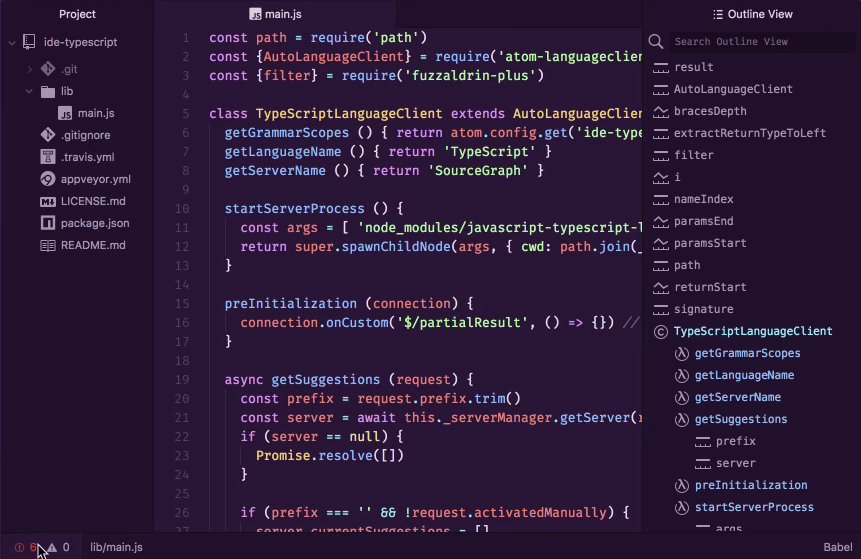 Project
ide-typescript
.git
lib
main.js
.gitignore
.travis.yml
appveyor.yml
LICENSE.md
package.json
README.md
main.js
1 const path = require('path')
2 const {AutoLanguageClient} = require('atom-languageclien
3 const {filter} = require('fuzzaldrin-plus')
4
5 class TypeScriptLanguageClient extends AutoLanguageClien
6 getGrammarScopes () { return atom.config.get('ide-type
7 getLanguageName () { return 'TypeScript' }
8 getServerName () { return 'SourceGraph' }
9
10 startServerProcess () {
11 const args = [ 'node_modules/javascript-typescript-l
12 return super.spawnChildNode(args, { cwd: path.join(_
13 }
14
15 preInitialization (connection) {
16 connection.onCustom('$/partialResult', () => {}) //
17 }
18
19 async getSuggestions (request) {
20 const prefix = request.prefix.trim()
21 const server = await this._serverManager.getServer(r
22 if (server == null) {
23 Promise.resolve([])
24 }
25
26 if (prefix === '' && !request.activatedManually) {
27 server.currentSuggestions = []
Outline View
Search Outline View
result
AutoLanguageClient
bracesDepth
extractReturnTypeToLeft
filter
i
nameIndex
paramsEnd
paramsStart
path
returnStart
signature
C TypeScriptLanguageClient
λ getGrammarScopes
λ getLanguageName
λ getServerName
λ getSuggestions
prefix
server
λ preInitialization
λ startServerProcess
args
6 0 lib/main.js
Babel